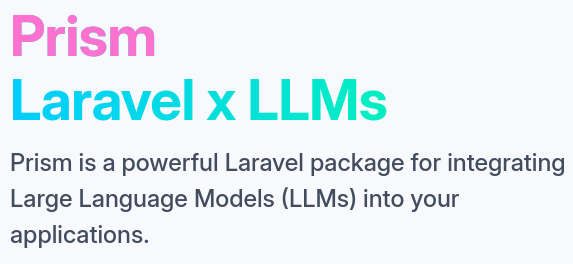 Prism
Laravel x LLMs
Prism is a powerful Laravel package for integrating
Large Language Models (LLMs) into your
applications.